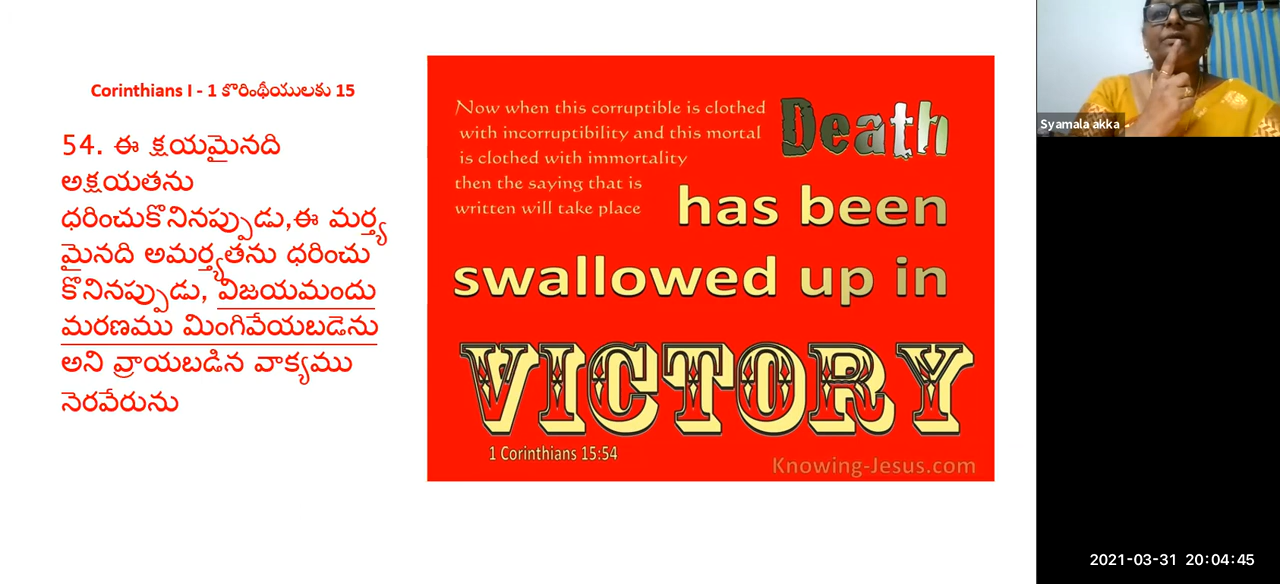 Corinthians I - 1 కొరింథీయులకు 15
54. ఈ క్షయమైనది
అక్షయతను
ధరించుకొనినప్పుడు,ఈ మర్త్య
మైనది అమర్త్యతను ధరించు
కొనినప్పుడు, విజయమందు
మరణము మింగివేయబడెను
అని వ్రాయబడిన వాక్యము
నెరవేరును
Now when this corruptible is clothed
with incorruptibility and this mortal
is clothed with immortality
then the saying that is
written will take place
Death
has been
swallowed up in
VICTORY
1 Corinthians 15:54
Knowing-Jesus.com
Syamala akka
2021-03-31 20:04:45